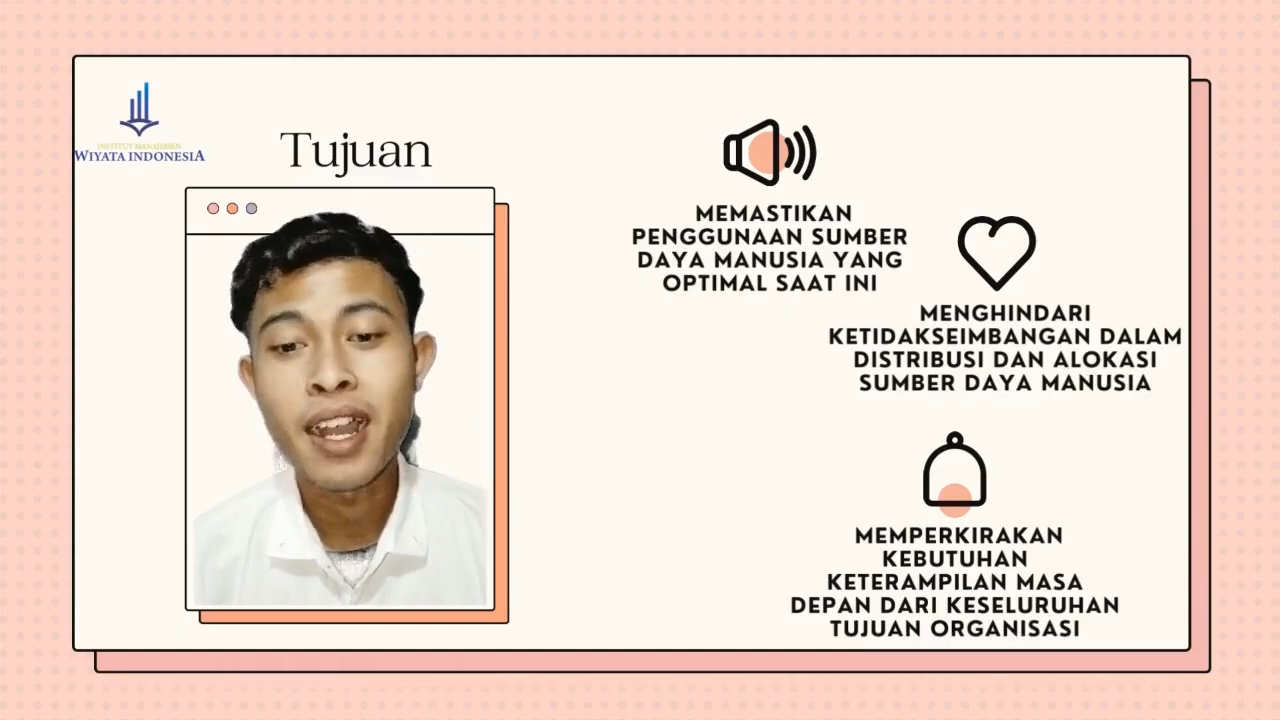 INSTITUT MANAJEMEN
WIYATA INDONESIA
Tujuan
MEMASTIKAN
PENGGUNAAN SUMBER
DAYA MANUSIA YANG
OPTIMAL SAAT INI
MENGHINDARI
KETIDAKSEIMBANGAN DALAM
DISTRIBUSI DAN ALOKASI
SUMBER DAYA MANUSIA
MEMPERKIRAKAN
KEBUTUHAN
KETERAMPILAN MASA
DEPAN DARI KESELURUHAN
TUJUAN ORGANISASI